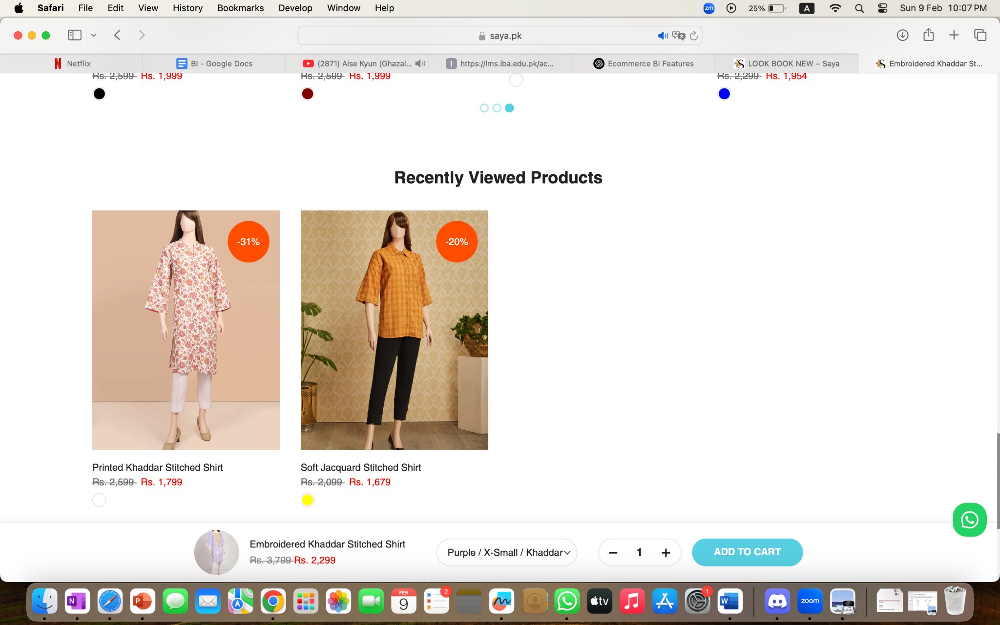 Safari File Edit View History Bookmarks Develop Window Help zm 25% A Sun 9 Feb 10:07 PM
saya.pk
Netflix BI - Google Docs (2871) Aise Kyun (Ghazal... https://lms.iba.edu.pk/ac... Ecommerce BI Features LOOK BOOK NEW – Saya Embroidered Khaddar St...
Rs. 2,599 Rs. 1,999 Rs. 2,599 Rs. 1,999 Rs. 2,299 Rs. 1,954
Recently Viewed Products
-31% -20%
Printed Khaddar Stitched Shirt Soft Jacquard Stitched Shirt
Rs. 2,599 Rs. 1,799 Rs. 2,099 Rs. 1,679
Embroidered Khaddar Stitched Shirt
Rs. 3,799 Rs. 2,299
Purple / X-Small / Khaddar
− 1 +
ADD TO CART
N P FEB 9 2 tv 1 W zoom